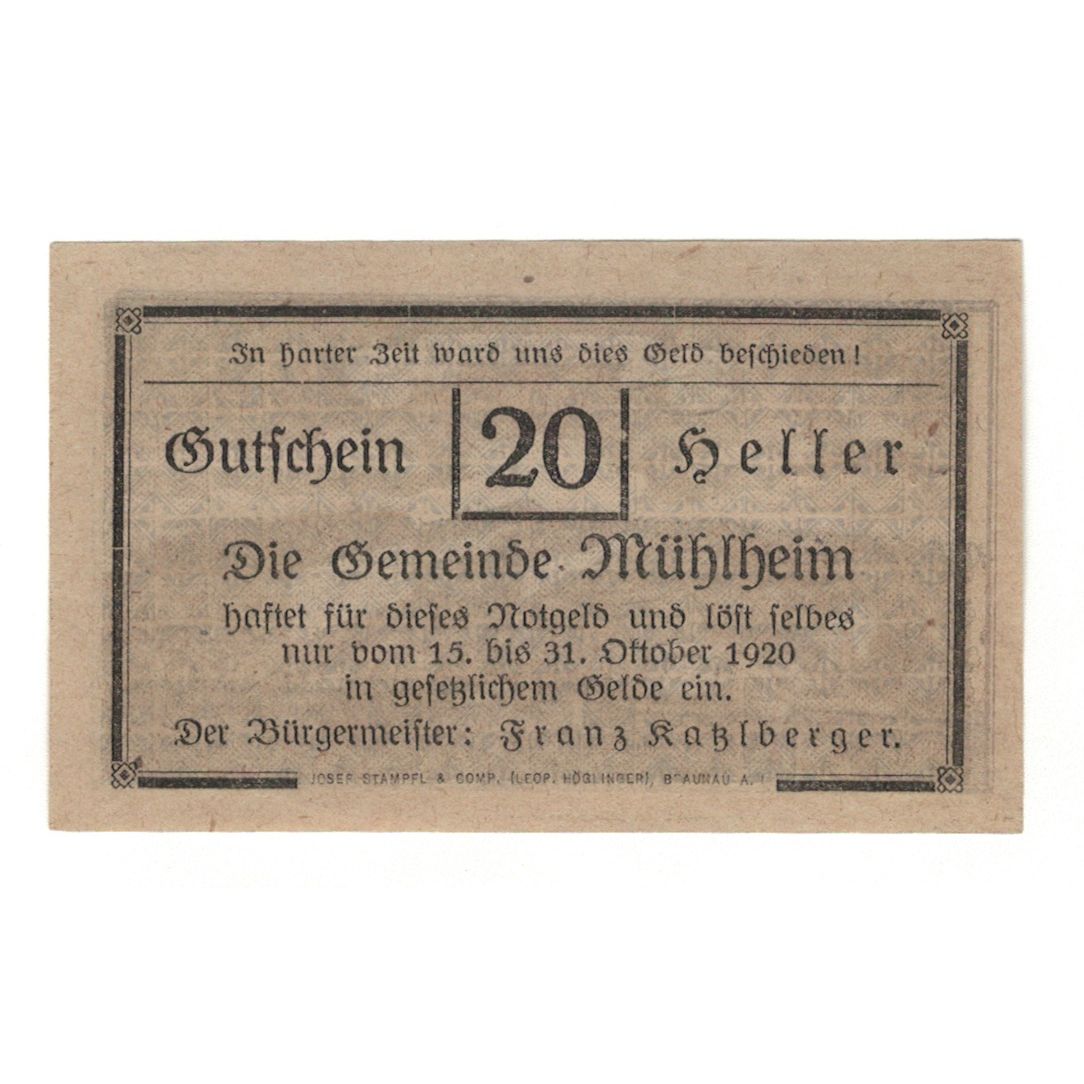 In harter Zeit ward uns dies Geld beschieden!
Gutschein 20 Heller
Die Gemeinde Mühlheim
haftet für dieses Notgeld und löst selbes
nur vom 15. bis 31. Oktober 1920
in gesetzlichem Gelde ein.
Der Bürgermeister: Franz Katzlberger.
JOSEF STAMPFL & COMP. (LEOP. HÖGLINGER), BRAUNAU A.